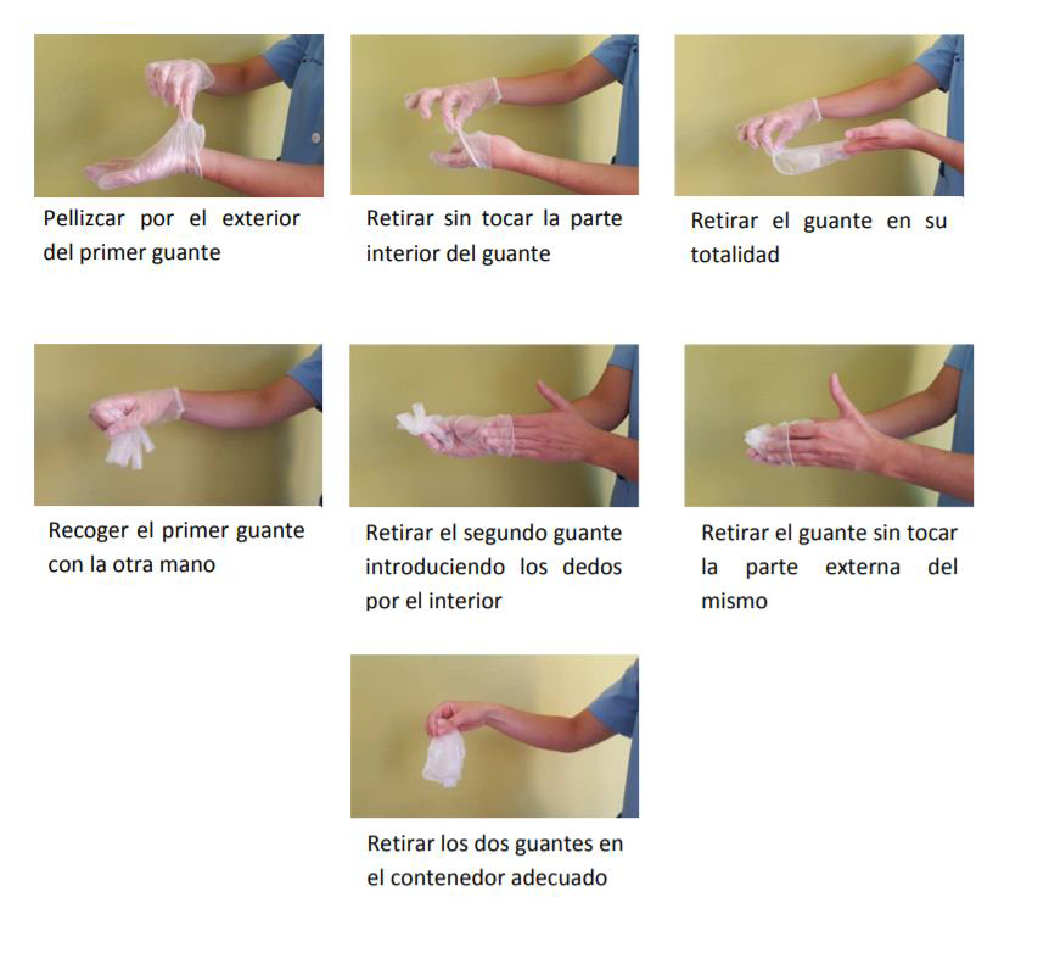 Pellizcar por el exterior
del primer guante
Retirar sin tocar la parte
interior del guante
Retirar el guante en su
totalidad
Recoger el primer guante
con la otra mano
Retirar el segundo guante
introduciendo los dedos
por el interior
Retirar el guante sin tocar
la parte externa del
mismo
Retirar los dos guantes en
el contenedor adecuado